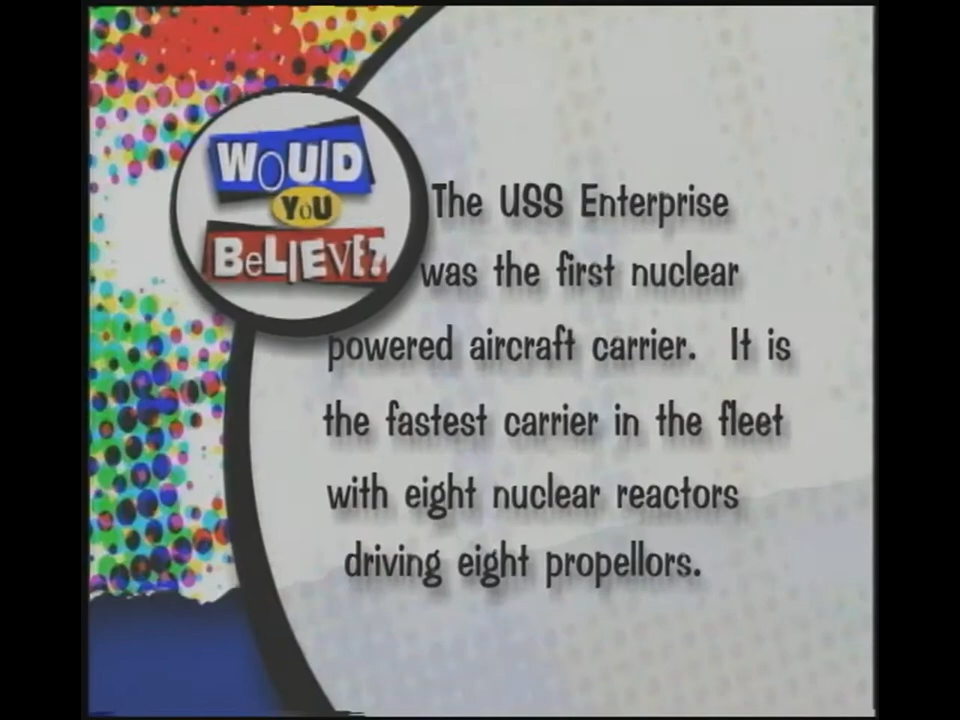 WOUlD
YoU
BeLIEVE?
The USS Enterprise
was the first nuclear
powered aircraft carrier. It is
the fastest carrier in the fleet
with eight nuclear reactors
driving eight propellors.